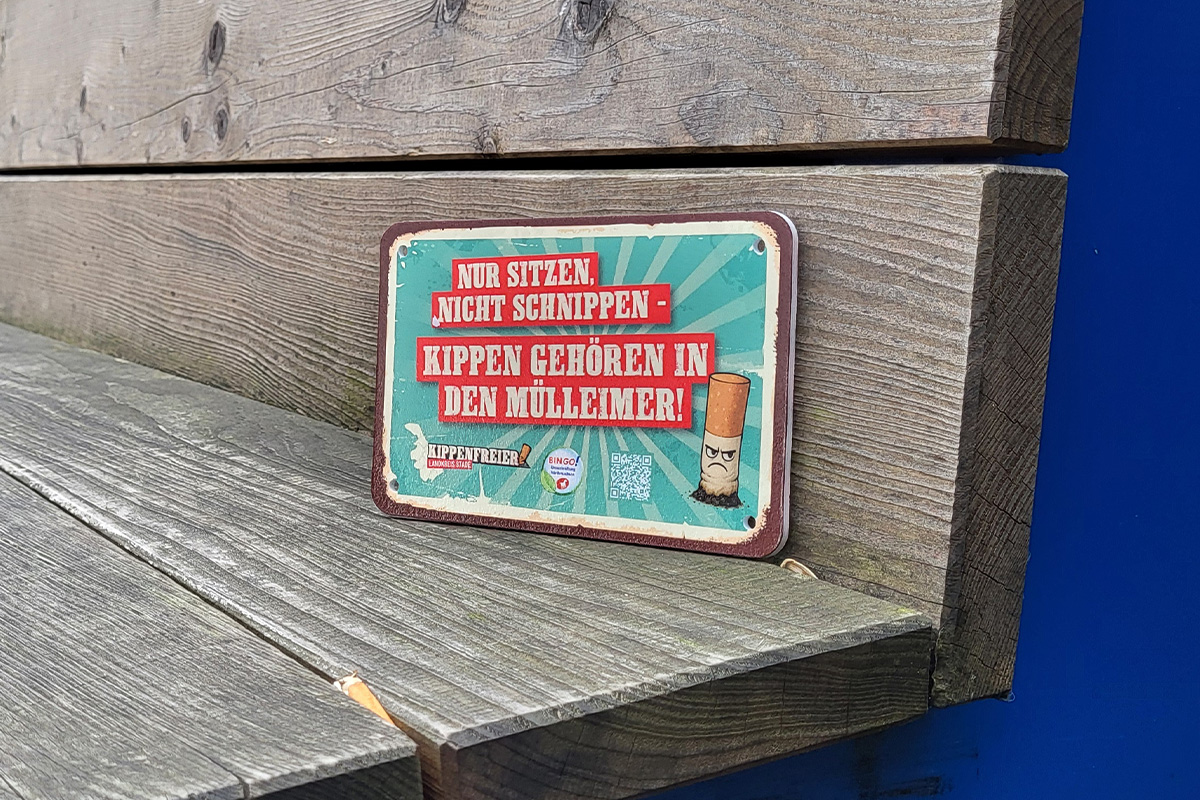 NUR SITZEN,
NICHT SCHNIPPEN -
KIPPEN GEHÖREN IN
DEN MÜLLEIMER!
KIPPENFREIER
LANDKREIS STADE
BINGO!